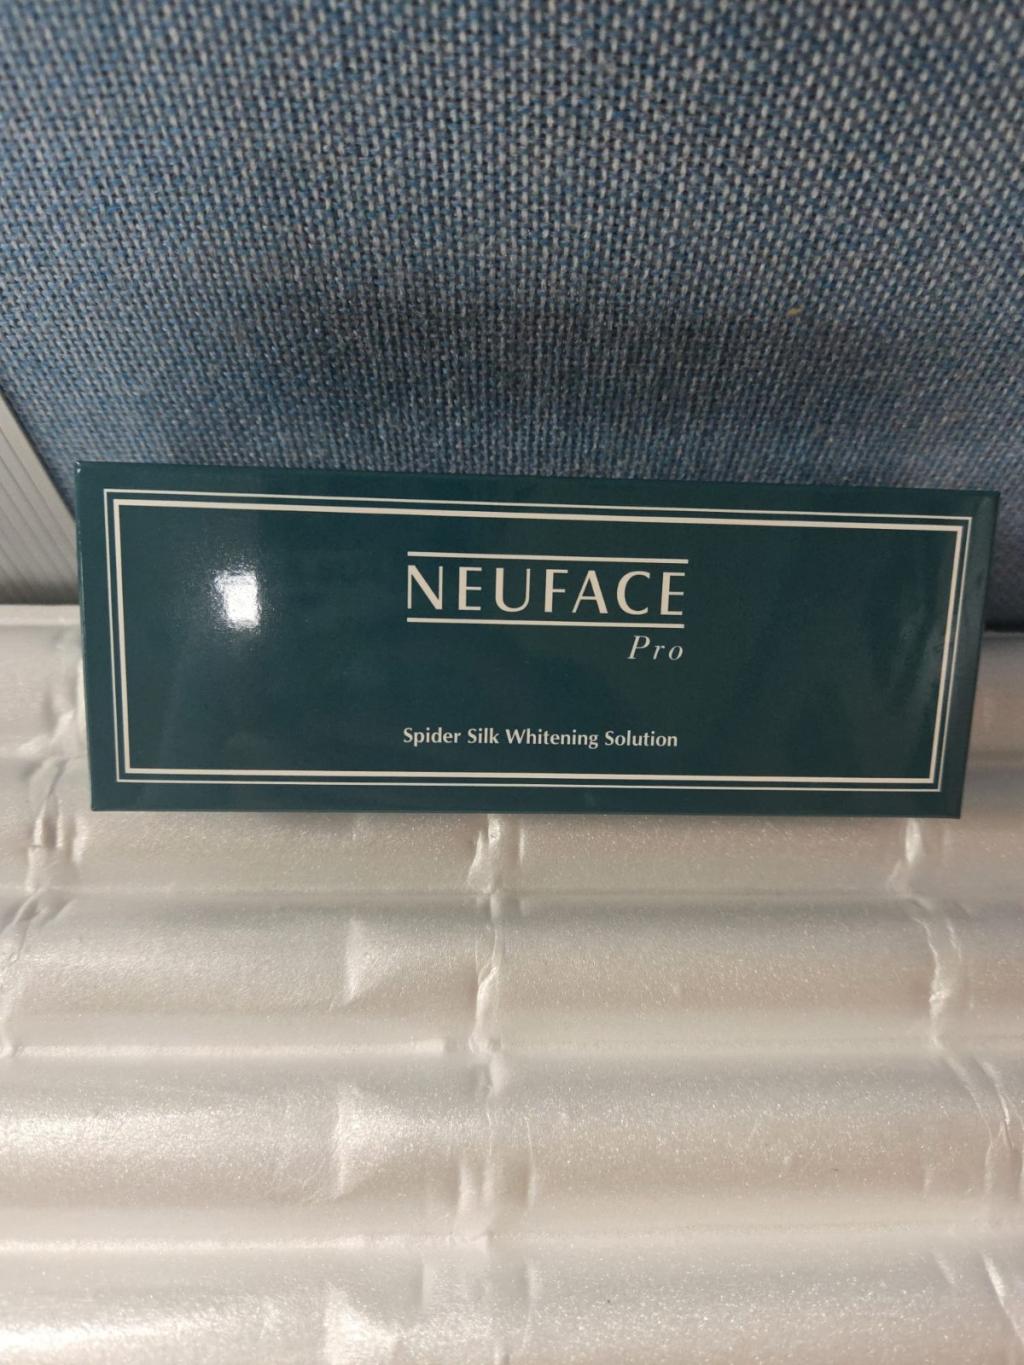 NEUFACE
Pro
Spider Silk Whitening Solution